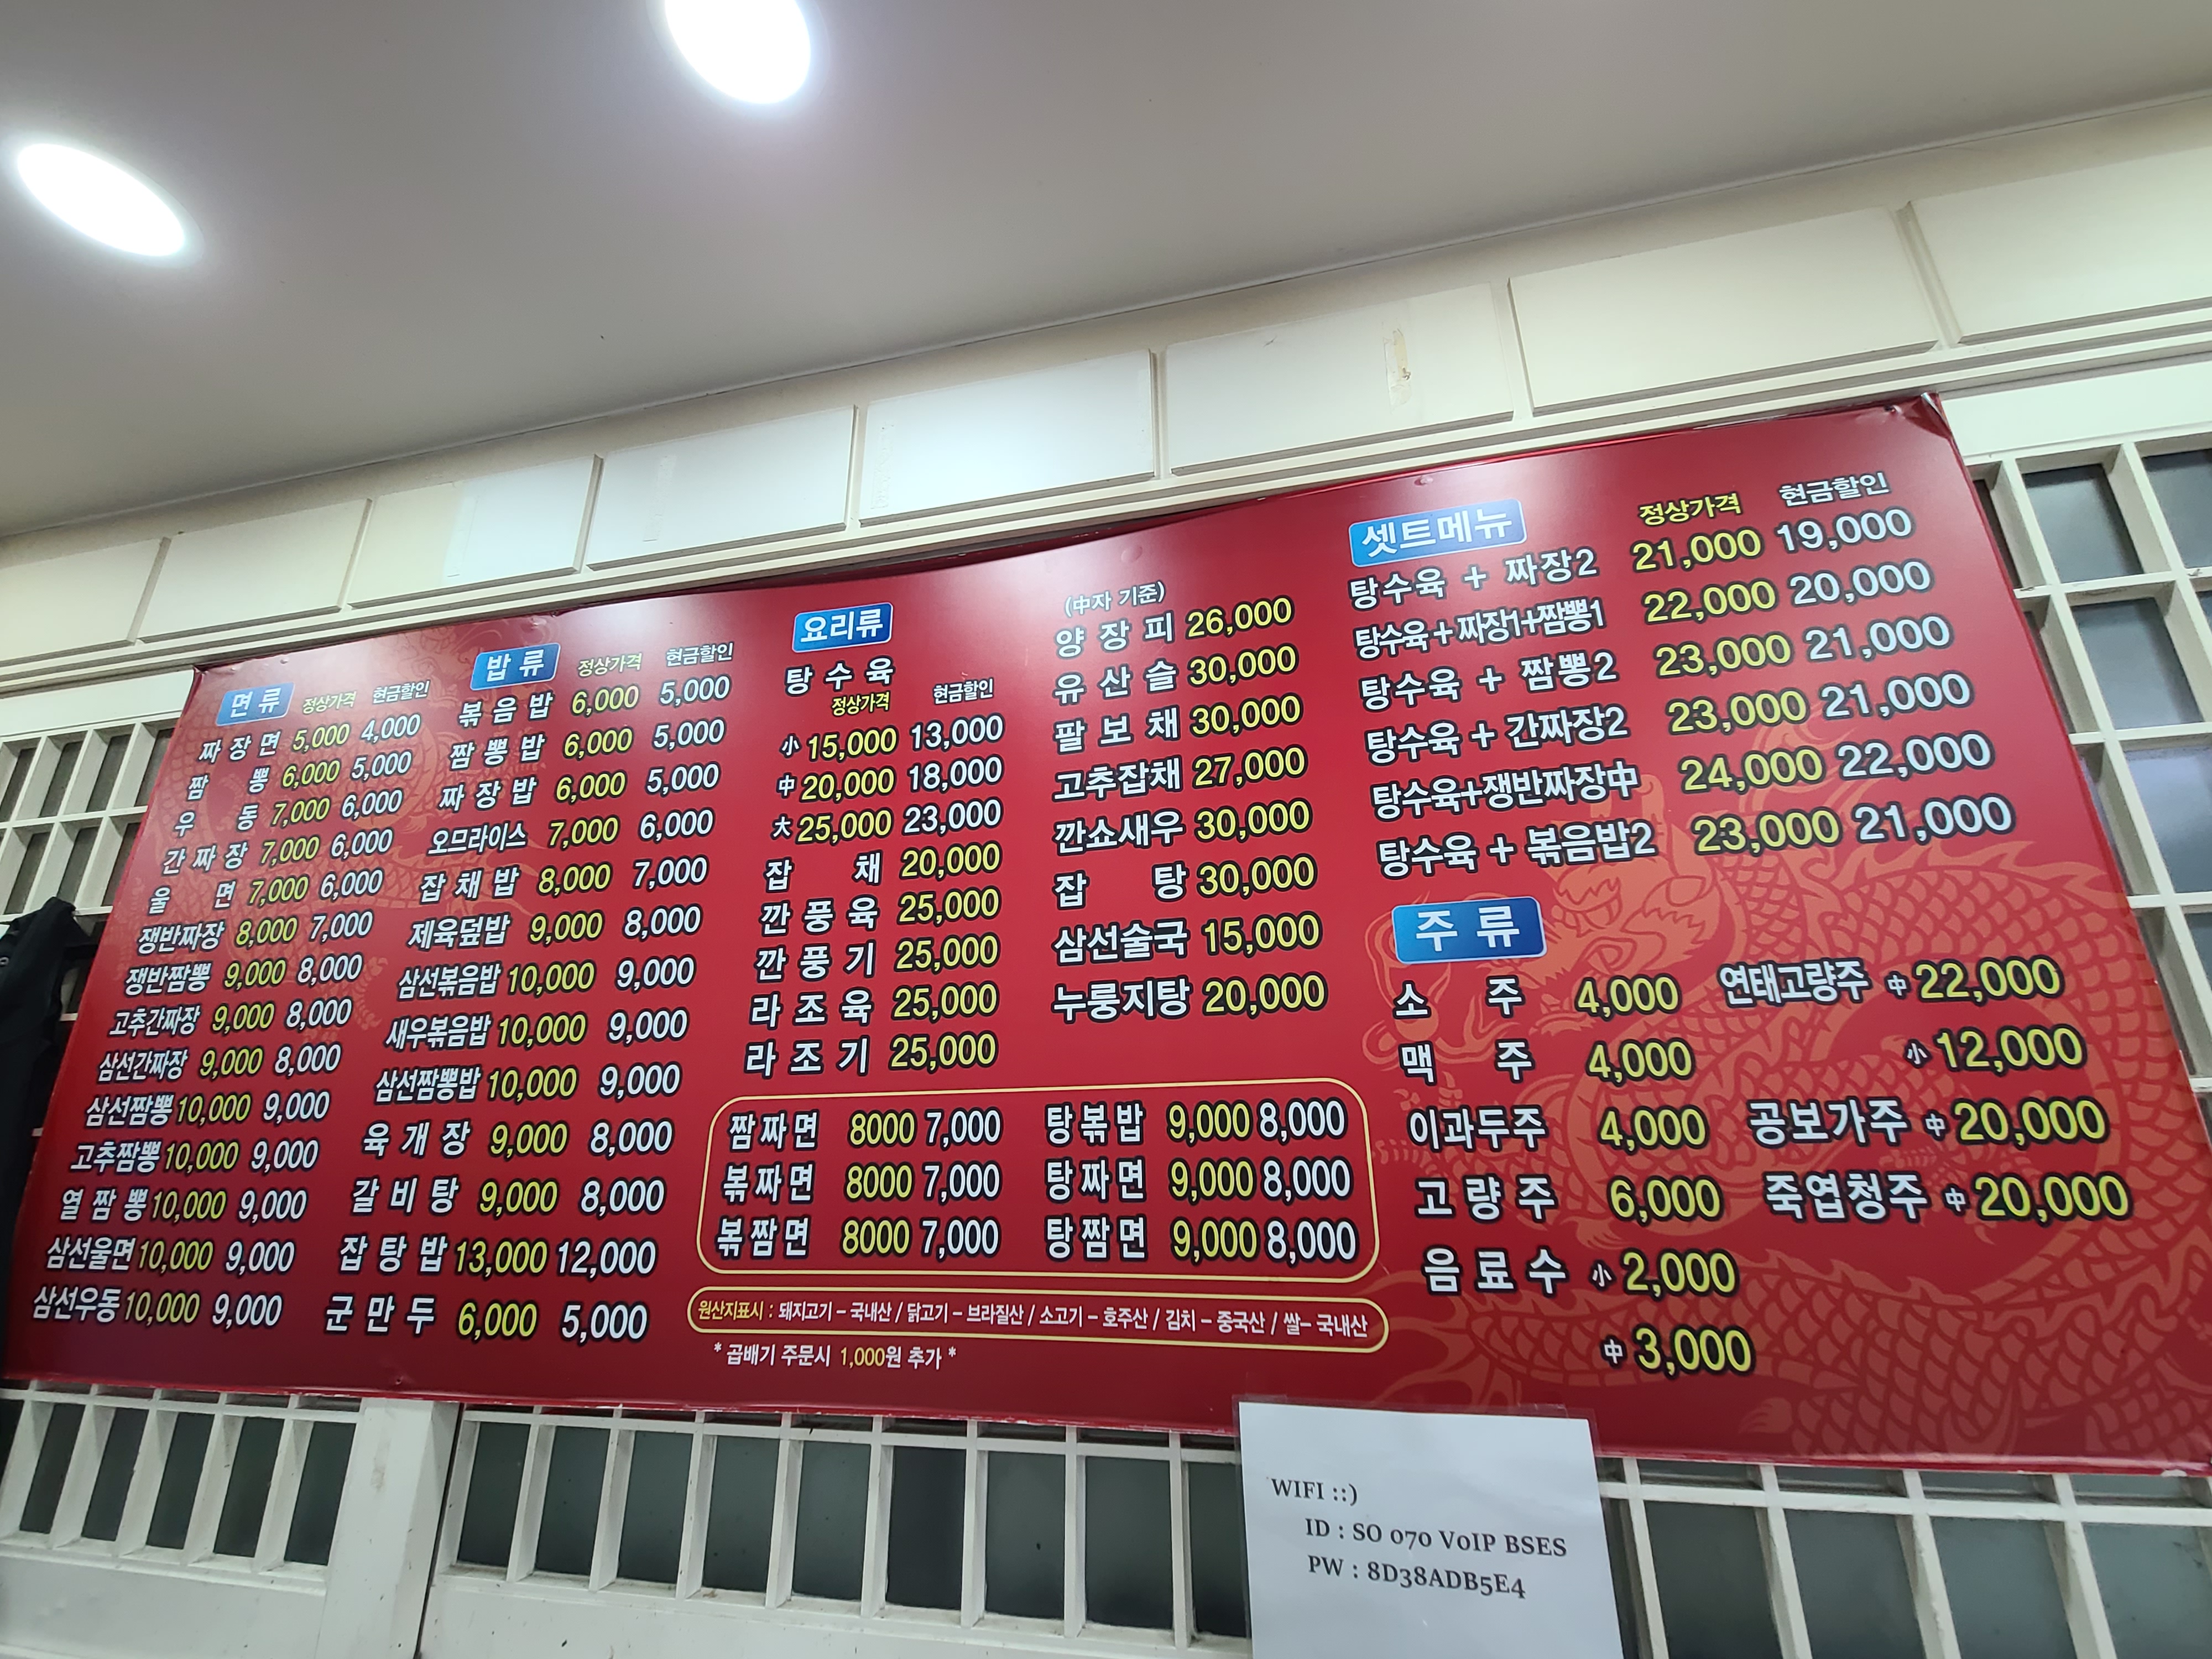 면 류 정상가격 현금할인
짜 장 면 5,000 4,000
짬 뽕 6,000 5,000
우 동 7,000 6,000
간 짜 장 7,000 6,000
울 면 7,000 6,000
쟁반짜장 8,000 7,000
쟁반짬뽕 9,000 8,000
고추간짜장 9,000 8,000
삼선간짜장 9,000 8,000
삼선짬뽕 10,000 9,000
고추짬뽕 10,000 9,000
열 짬 뽕 10,000 9,000
삼선울면 10,000 9,000
삼선우동 10,000 9,000
밥 류 정상가격 현금할인
볶 음 밥 6,000 5,000
짬 뽕 밥 6,000 5,000
짜 장 밥 6,000 5,000
오므라이스 7,000 6,000
잡 채 밥 8,000 7,000
제육덮밥 9,000 8,000
삼선볶음밥 10,000 9,000
새우볶음밥 10,000 9,000
삼선짬뽕밥 10,000 9,000
육 개 장 9,000 8,000
갈 비 탕 9,000 8,000
잡 탕 밥 13,000 12,000
군 만 두 6,000 5,000
요리류
탕 수 육
정상가격 현금할인
小 15,000 13,000
中 20,000 18,000
大 25,000 23,000
잡 채 20,000
깐 풍 육 25,000
깐 풍 기 25,000
라 조 육 25,000
라 조 기 25,000
(中자 기준)
양 장 피 26,000
유 산 슬 30,000
팔 보 채 30,000
고추잡채 27,000
깐쇼새우 30,000
잡 탕 30,000
삼선술국 15,000
누룽지탕 20,000
짬 짜 면 8000 7,000
볶 짜 면 8000 7,000
볶 짬 면 8000 7,000
탕 볶 밥 9,000 8,000
탕 짜 면 9,000 8,000
탕 짬 면 9,000 8,000
원산지표시 : 돼지고기 – 국내산 / 닭고기 – 브라질산 / 소고기 – 호주산 / 김치 – 중국산 / 쌀– 국내산
* 곱배기 주문시 1,000원 추가 *
셋트메뉴 정상가격 현금할인
탕수육 + 짜장2 21,000 19,000
탕수육+짜장1+짬뽕1 22,000 20,000
탕수육 + 짬뽕2 23,000 21,000
탕수육 + 간짜장2 23,000 21,000
탕수육+쟁반짜장中 24,000 22,000
탕수육 + 볶음밥2 23,000 21,000
주 류
소 주 4,000
맥 주 4,000
이과두주 4,000
고 량 주 6,000
음 료 수 小 2,000
中 3,000
연태고량주 中 22,000
小 12,000
공보가주 中 20,000
죽엽청주 中 20,000
WIFI ::)
ID : SO 070 VoIP BSES
PW : 8D38ADB5E4